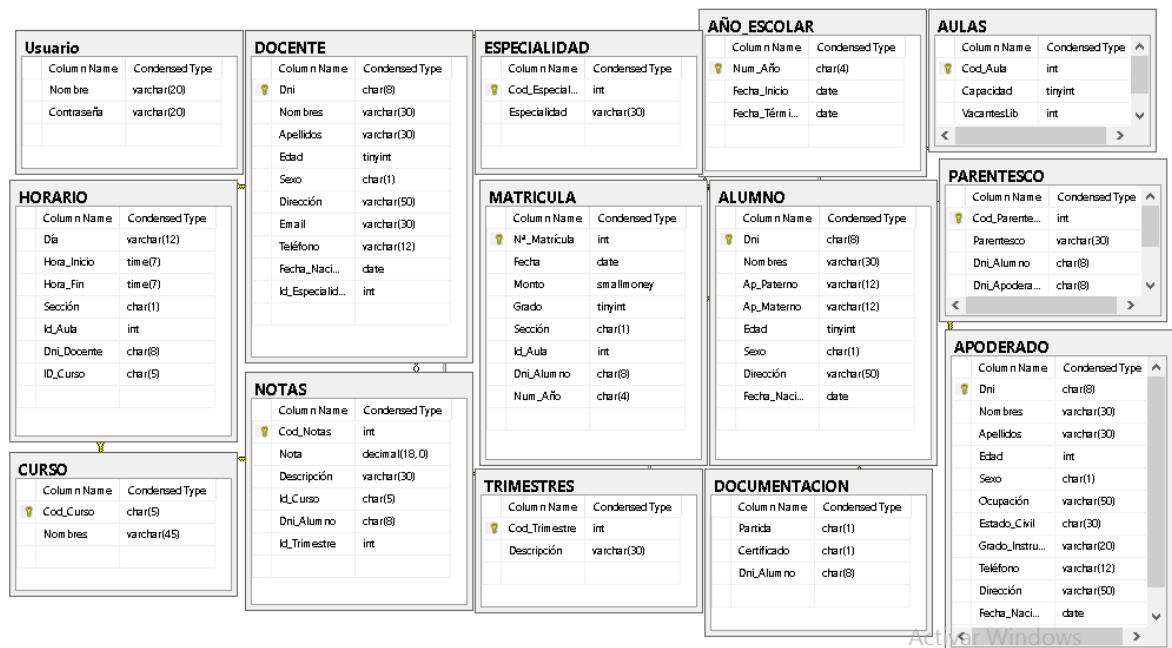 Usuario
Column Name Condensed Type
Nombre varchar(20)
Contraseña varchar(20)
DOCENTE
Column Name Condensed Type
Dni char(8)
Nombres varchar(30)
Apellidos varchar(30)
Edad tinyint
Sexo char(1)
Dirección varchar(50)
Email varchar(30)
Teléfono varchar(12)
Fecha_Naci... date
Id_Especialid... int
ESPECIALIDAD
Column Name Condensed Type
Cod_Especial... int
Especialidad varchar(30)
AÑO_ESCOLAR
Column Name Condensed Type
Num_Año char(4)
Fecha_Inicio date
Fecha_Térmi... date
AULAS
Column Name Condensed Type
Cod_Aula int
Capacidad tinyint
VacantesLib int
HORARIO
Column Name Condensed Type
Día varchar(12)
Hora_Inicio time(7)
Hora_Fin time(7)
Sección char(1)
Id_Aula int
Dni_Docente char(8)
ID_Curso char(5)
MATRICULA
Column Name Condensed Type
Nª_Matrícula int
Fecha date
Monto smallmoney
Grado tinyint
Sección char(1)
Id_Aula int
Dni_Alumno char(8)
Num_Año char(4)
ALUMNO
Column Name Condensed Type
Dni char(8)
Nombres varchar(30)
Ap_Paterno varchar(12)
Ap_Materno varchar(12)
Edad tinyint
Sexo char(1)
Dirección varchar(50)
Fecha_Naci... date
PARENTESCO
Column Name Condensed Type
Cod_Parente... int
Parentesco varchar(30)
Dni_Alumno char(8)
Dni_Apodera... char(8)
APODERADO
Column Name Condensed Type
Dni char(8)
Nombres varchar(30)
Apellidos varchar(30)
Edad int
Sexo char(1)
Ocupación varchar(50)
Estado_Civil char(30)
Grado_Instru... varchar(20)
Teléfono varchar(12)
Dirección varchar(50)
Fecha_Naci... date
NOTAS
Column Name Condensed Type
Cod_Notas int
Nota decimal(18, 0)
Descripción varchar(30)
Id_Curso char(5)
Dni_Alumno char(8)
Id_Trimestre int
CURSO
Column Name Condensed Type
Cod_Curso char(5)
Nombres varchar(45)
TRIMESTRES
Column Name Condensed Type
Cod_Trimestre int
Descripción varchar(30)
DOCUMENTACION
Column Name Condensed Type
Partida char(1)
Certificado char(1)
Dni_Alumno char(8)
Activar Windows